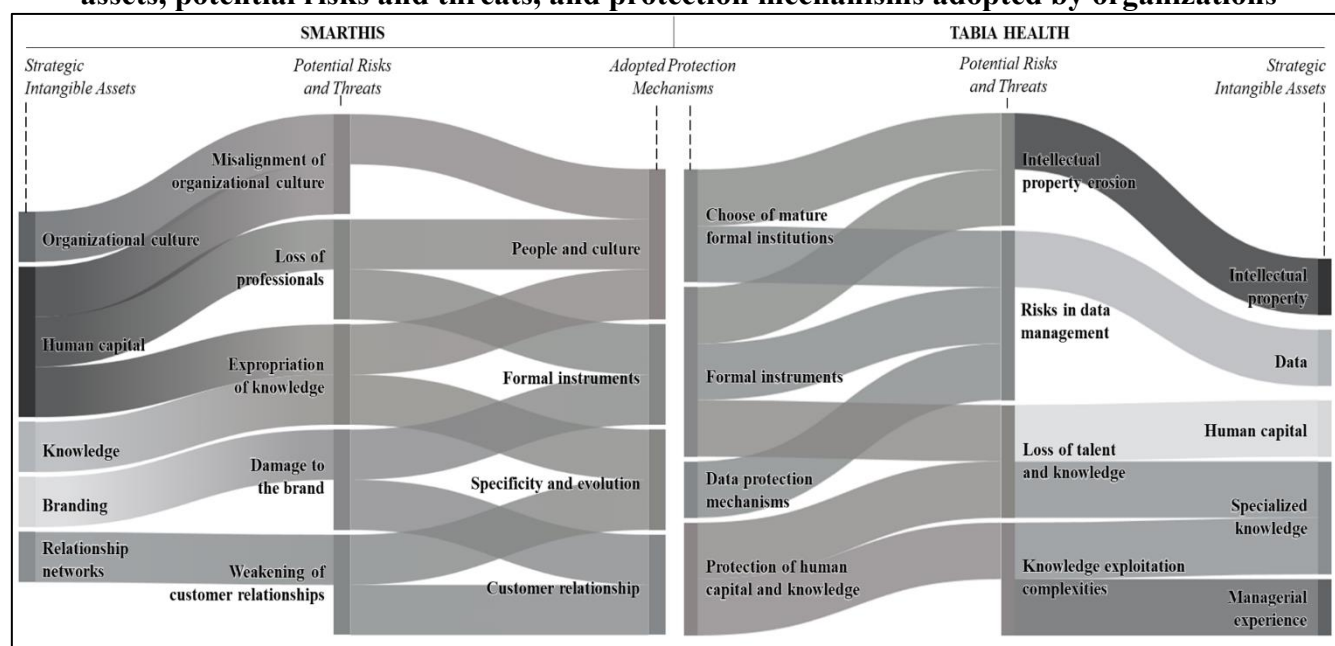 assets, potential risks and threats, and protection mechanisms adopted by organizations
SMARTHIS
TABIA HEALTH
Strategic
Intangible Assets
Potential Risks
and Threats
Adopted Protection
Mechanisms
Potential Risks
and Threats
Strategic
Intangible Assets
Organizational culture
Human capital
Knowledge
Branding
Relationship
networks
Misalignment of
organizational culture
Loss of
professionals
Expropriation
of knowledge
Damage to
the brand
Weakening of
customer relationships
People and culture
Formal instruments
Specificity and evolution
Customer relationship
Choose of mature
formal institutions
Formal instruments
Data protection
mechanisms
Protection of human
capital and knowledge
Intellectual
property erosion
Risks in data
management
Loss of talent
and knowledge
Knowledge exploitation
complexities
Intellectual
property
Data
Human capital
Specialized
knowledge
Managerial
experience